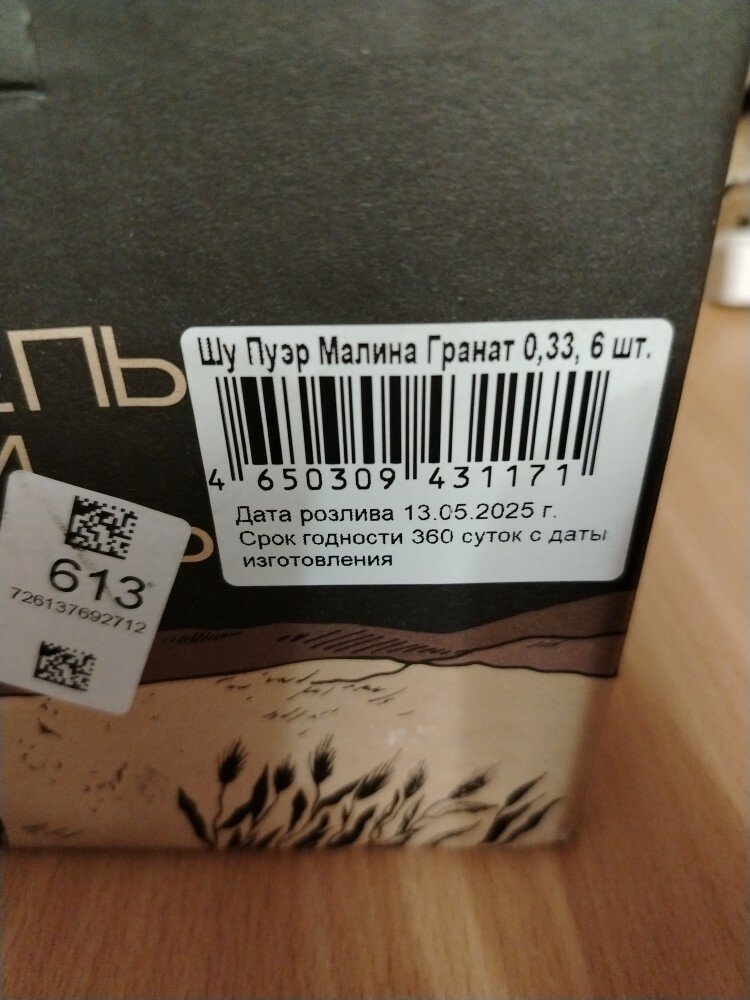 Шу Пуэр Малина Гранат 0,33, 6 шт.
4 650309 431171
Дата розлива 13.05.2025 г.
Срок годности 360 суток с даты
изготовления
613
726137692712